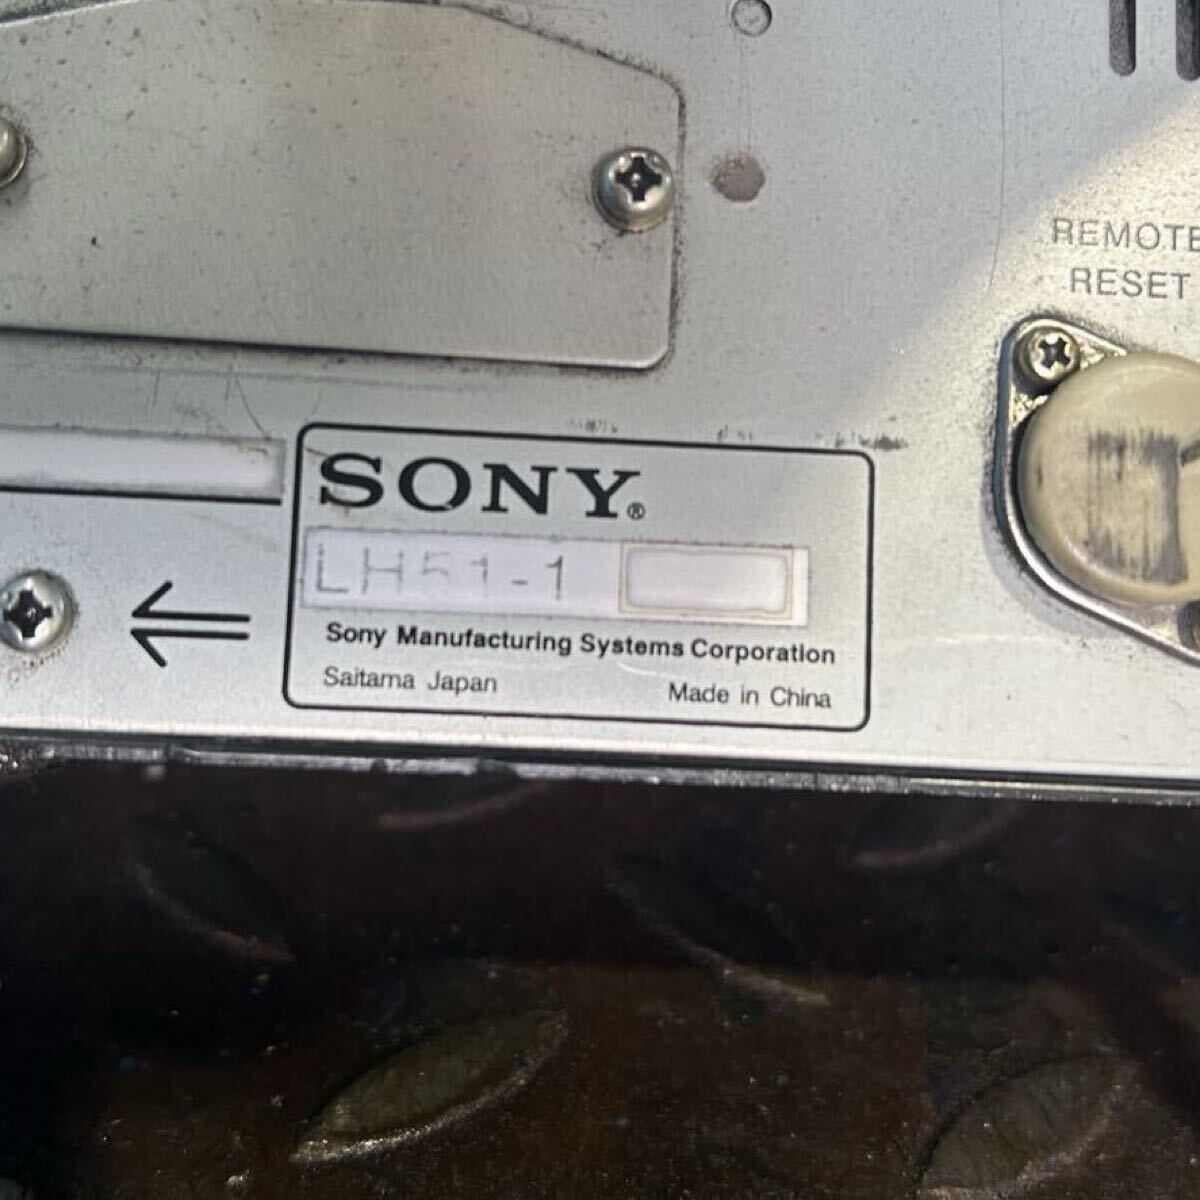 REMOTE
RESET
SONY®
LH51-1
Sony Manufacturing Systems Corporation
Saitama Japan
Made in China